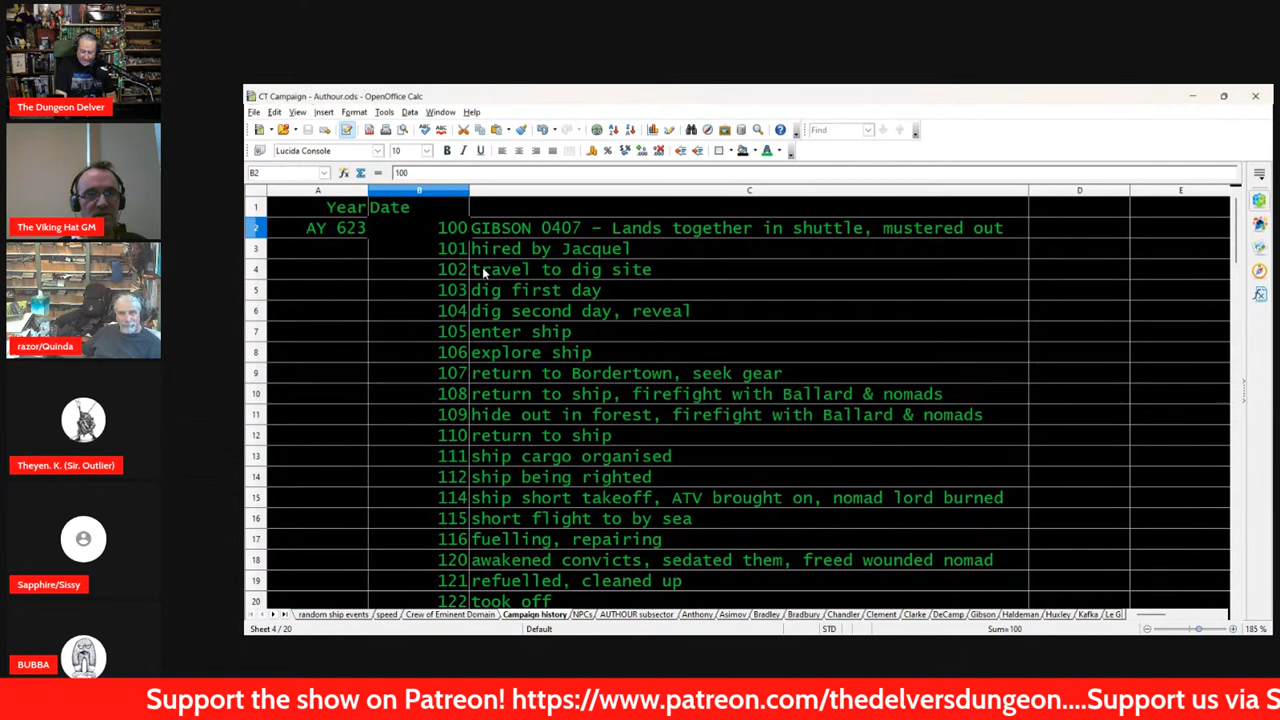 The Dungeon Delver
The Viking Hat GM
razor/Quinda
Theyen. K. (Sir. Outlier)
Sapphire/Sissy
BUBBA
CT Campaign - Authour.ods - OpenOffice Calc
File Edit View Insert Format Tools Data Window Help
Find
Lucida Console 10
B2 100
A B C D E
1 Year Date
2 AY 623 100 GIBSON 0407 – Lands together in shuttle, mustered out
3 101 hired by Jacquel
4 102 travel to dig site
5 103 dig first day
6 104 dig second day, reveal
7 105 enter ship
8 106 explore ship
9 107 return to Bordertown, seek gear
10 108 return to ship, firefight with Ballard & nomads
11 109 hide out in forest, firefight with Ballard & nomads
12 110 return to ship
13 111 ship cargo organised
14 112 ship being righted
15 114 ship short takeoff, ATV brought on, nomad lord burned
16 115 short flight to by sea
17 116 fuelling, repairing
18 120 awakened convicts, sedated them, freed wounded nomad
19 121 refuelled, cleaned up
20 122 took off
random ship events speed Crew of Eminent Domain Campaign history NPCs AUTHOUR subsector Anthony Asimov Bradley Bradbury Chandler Clement Clarke DeCamp Gibson Haldeman Huxley Kafka Le G
Sheet 4 / 20 Default STD Sum=100 185 %
Support the show on Patreon! https://www.patreon.com/thedelversdungeon....Support us via S